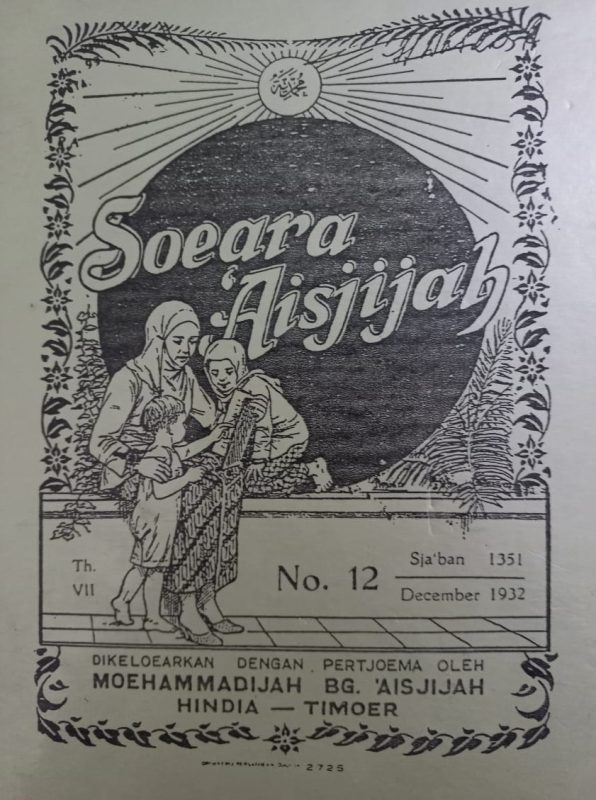 محمدية
Soeara
'Aisjijah
Th.
VII
No. 12
Sja'ban 1351
December 1932
DIKELOEARKAN DENGAN PERTJOEMA OLEH
MOEHAMMADIJAH BG. 'AISJIJAH
HINDIA — TIMOER
2725